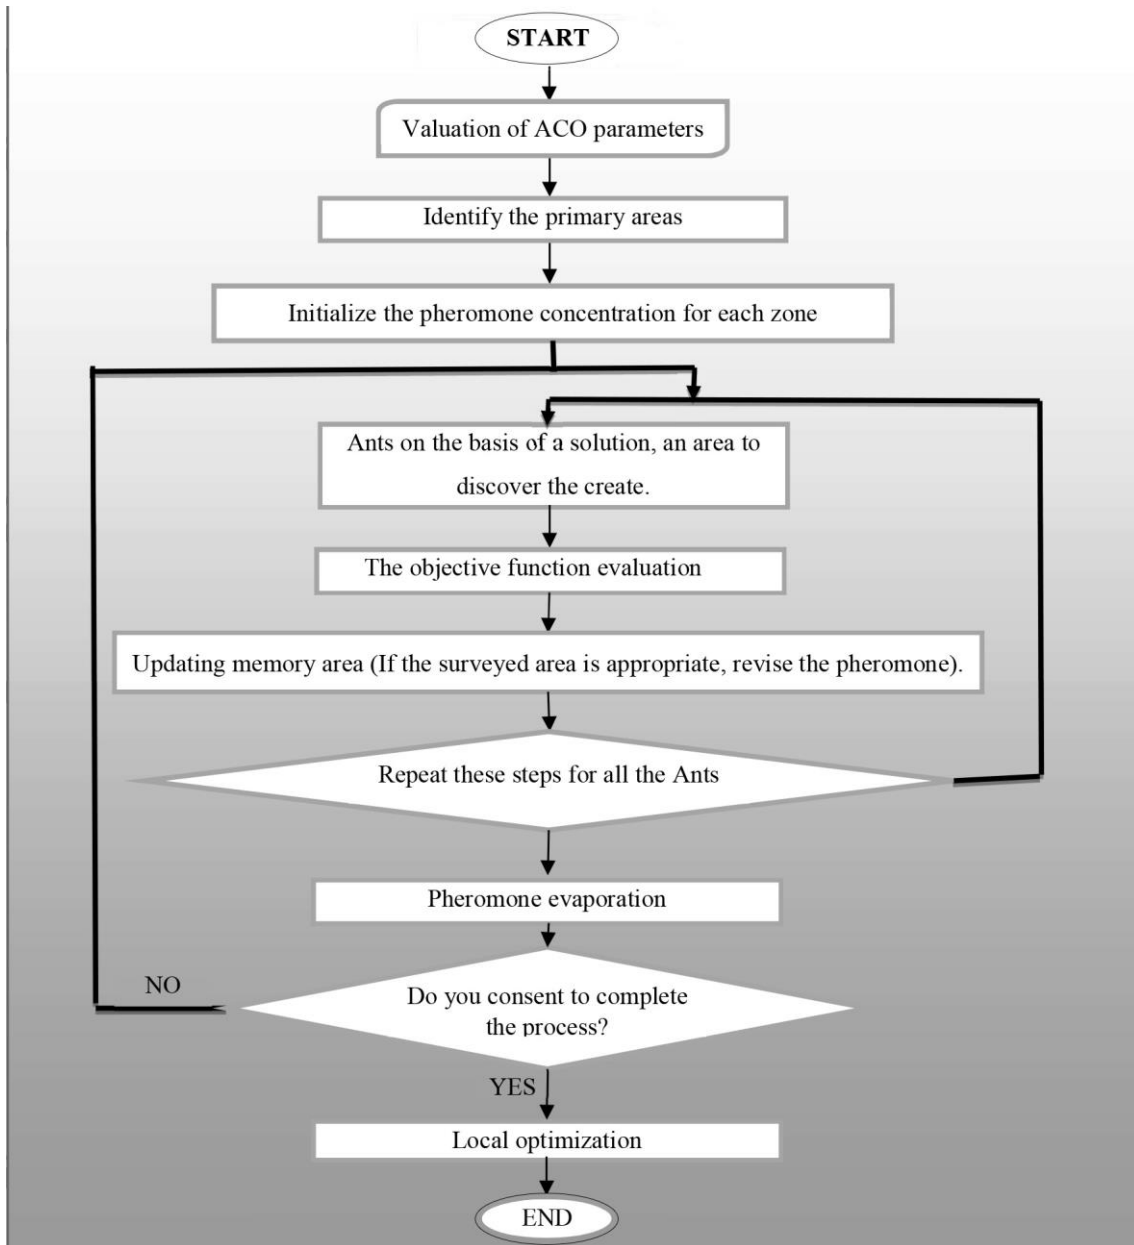 START
Valuation of ACO parameters
Identify the primary areas
Initialize the pheromone concentration for each zone
Ants on the basis of a solution, an area to
discover the create.
The objective function evaluation
Updating memory area (If the surveyed area is appropriate, revise the pheromone).
Repeat these steps for all the Ants
Pheromone evaporation
NO
Do you consent to complete
the process?
YES
Local optimization
END